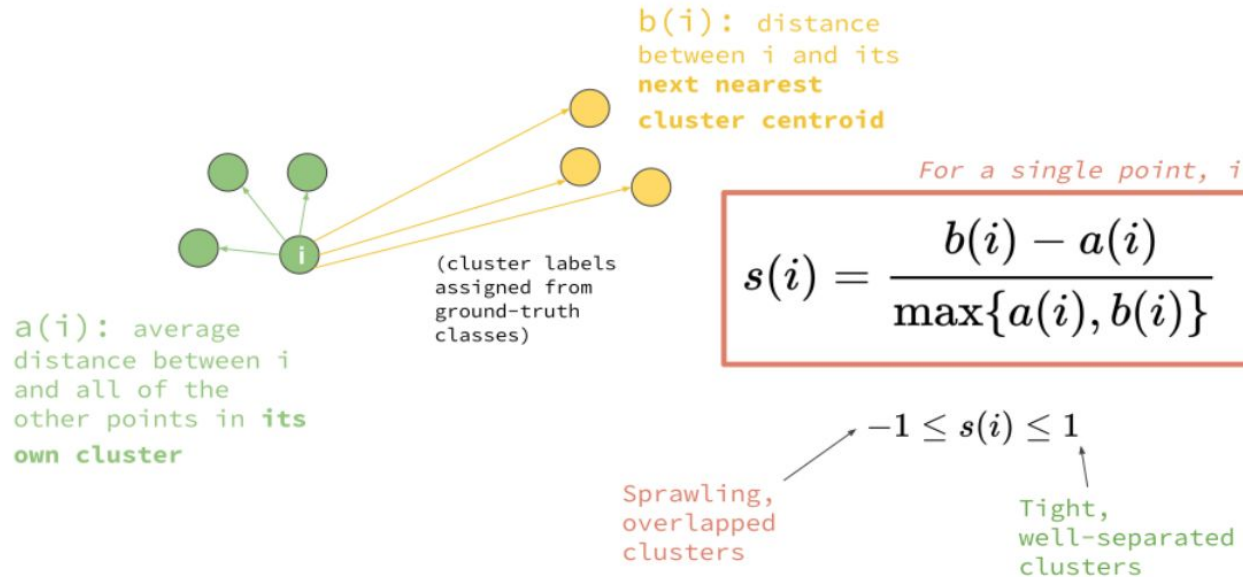 b(i): distance
between i and its
next nearest
cluster centroid
For a single point, i
i
(cluster labels
assigned from
ground-truth
classes)
s(i) = \frac{b(i) - a(i)}{\max\{a(i), b(i)\}}
a(i): average
distance between i
and all of the
other points in its
own cluster
−1 ≤ s(i) ≤ 1
Sprawling,
overlapped
clusters
Tight,
well-separated
clusters